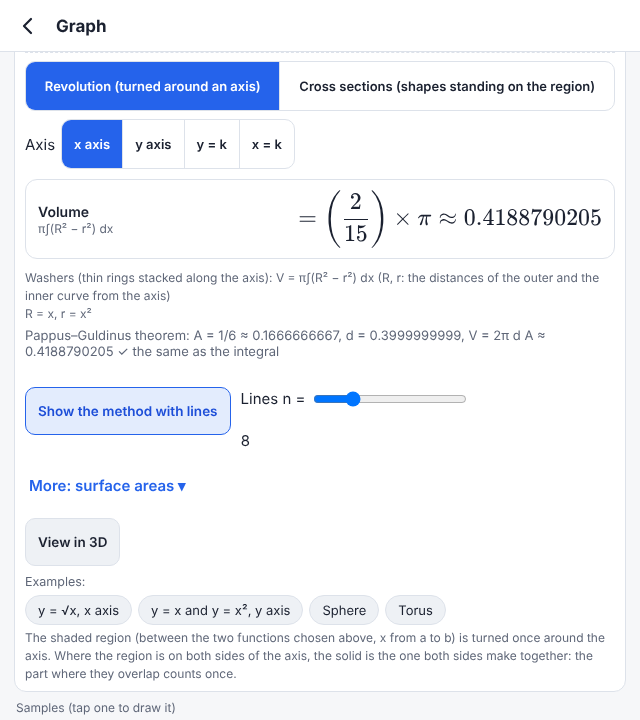 Graph
Revolution (turned around an axis)
Cross sections (shapes standing on the region)
Axis
x axis
y axis
y = k
x = k
Volume
π∫(R² − r²) dx
= (2/15) × π ≈ 0.4188790205
Washers (thin rings stacked along the axis): V = π∫(R² − r²) dx (R, r: the distances of the outer and the
inner curve from the axis)
R = x, r = x²
Pappus–Guldinus theorem: A = 1/6 ≈ 0.1666666667, d = 0.3999999999, V = 2π d A ≈
0.4188790205 ✓ the same as the integral
Show the method with lines
Lines n =
8
More: surface areas ▾
View in 3D
Examples:
y = √x, x axis
y = x and y = x², y axis
Sphere
Torus
The shaded region (between the two functions chosen above, x from a to b) is turned once around the
axis. Where the region is on both sides of the axis, the solid is the one both sides make together: the
part where they overlap counts once.
Samples (tap one to draw it)